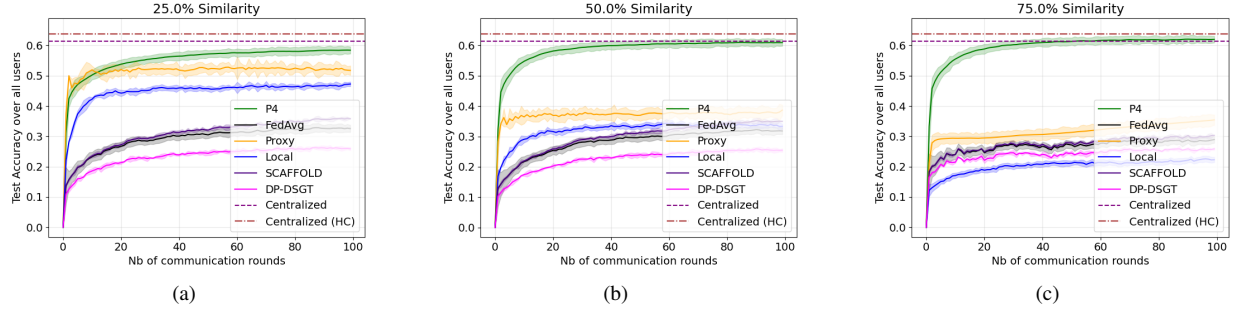 25.0% Similarity
Test Accuracy over all users
0.6
0.5
0.4
0.3
0.2
0.1
0.0
P4
FedAvg
Proxy
Local
SCAFFOLD
DP-DSGT
Centralized
Centralized (HC)
0 20 40 60 80 100
Nb of communication rounds
(a)
50.0% Similarity
Test Accuracy over all users
0.6
0.5
0.4
0.3
0.2
0.1
0.0
P4
FedAvg
Proxy
Local
SCAFFOLD
DP-DSGT
Centralized
Centralized (HC)
0 20 40 60 80 100
Nb of communication rounds
(b)
75.0% Similarity
Test Accuracy over all users
0.6
0.5
0.4
0.3
0.2
0.1
0.0
P4
FedAvg
Proxy
Local
SCAFFOLD
DP-DSGT
Centralized
Centralized (HC)
0 20 40 60 80 100
Nb of communication rounds
(c)